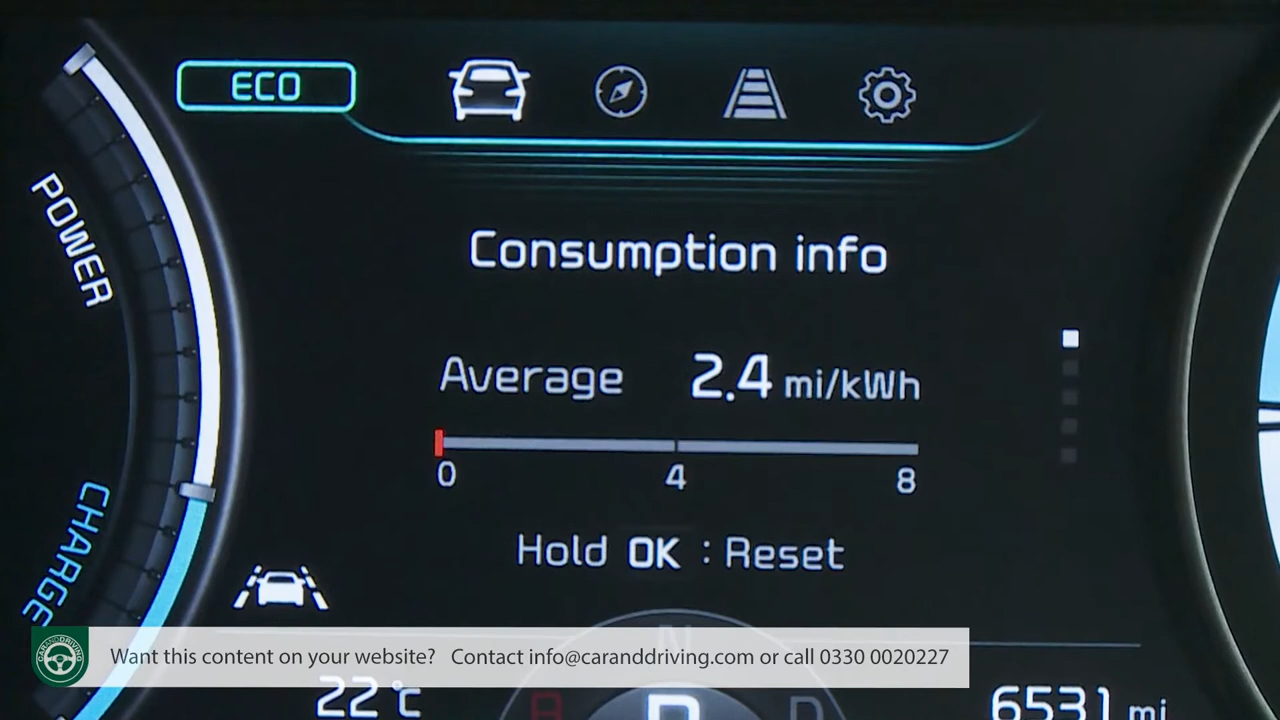 ECO
POWER
Consumption info
Average 2.4 mi/kWh
0 4 8
CHARGE
Hold OK : Reset
CARANDDRIVING
Want this content on your website? Contact info@caranddriving.com or call 0330 0020227
N
22 °C
R P D
6531 mi